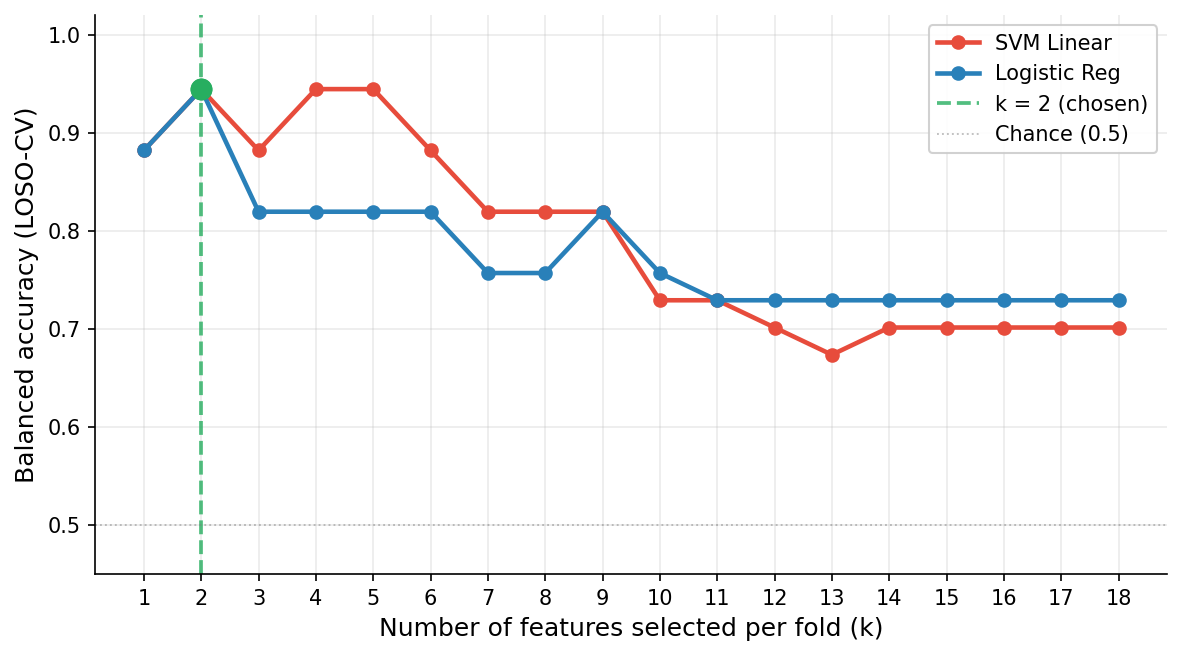 1.0
0.9
0.8
0.7
0.6
0.5
Balanced accuracy (LOSO-CV)
SVM Linear
Logistic Reg
k = 2 (chosen)
Chance (0.5)
1 2 3 4 5 6 7 8 9 10 11 12 13 14 15 16 17 18
Number of features selected per fold (k)